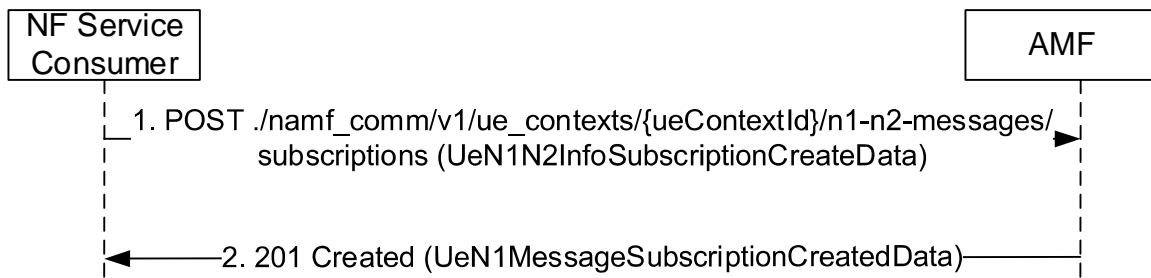 NF Service
Consumer
AMF
1. POST ./namf_comm/v1/ue_contexts/{ueContextId}/n1-n2-messages/
subscriptions (UeN1N2InfoSubscriptionCreateData)
2. 201 Created (UeN1MessageSubscriptionCreatedData)